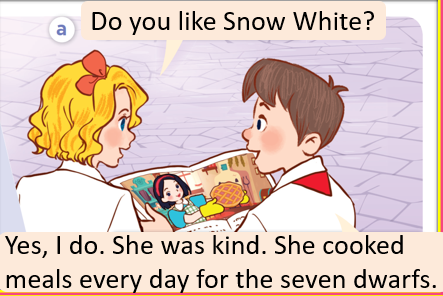 a
Do you like Snow White?
Yes, I do. She was kind. She cooked
meals every day for the seven dwarfs.